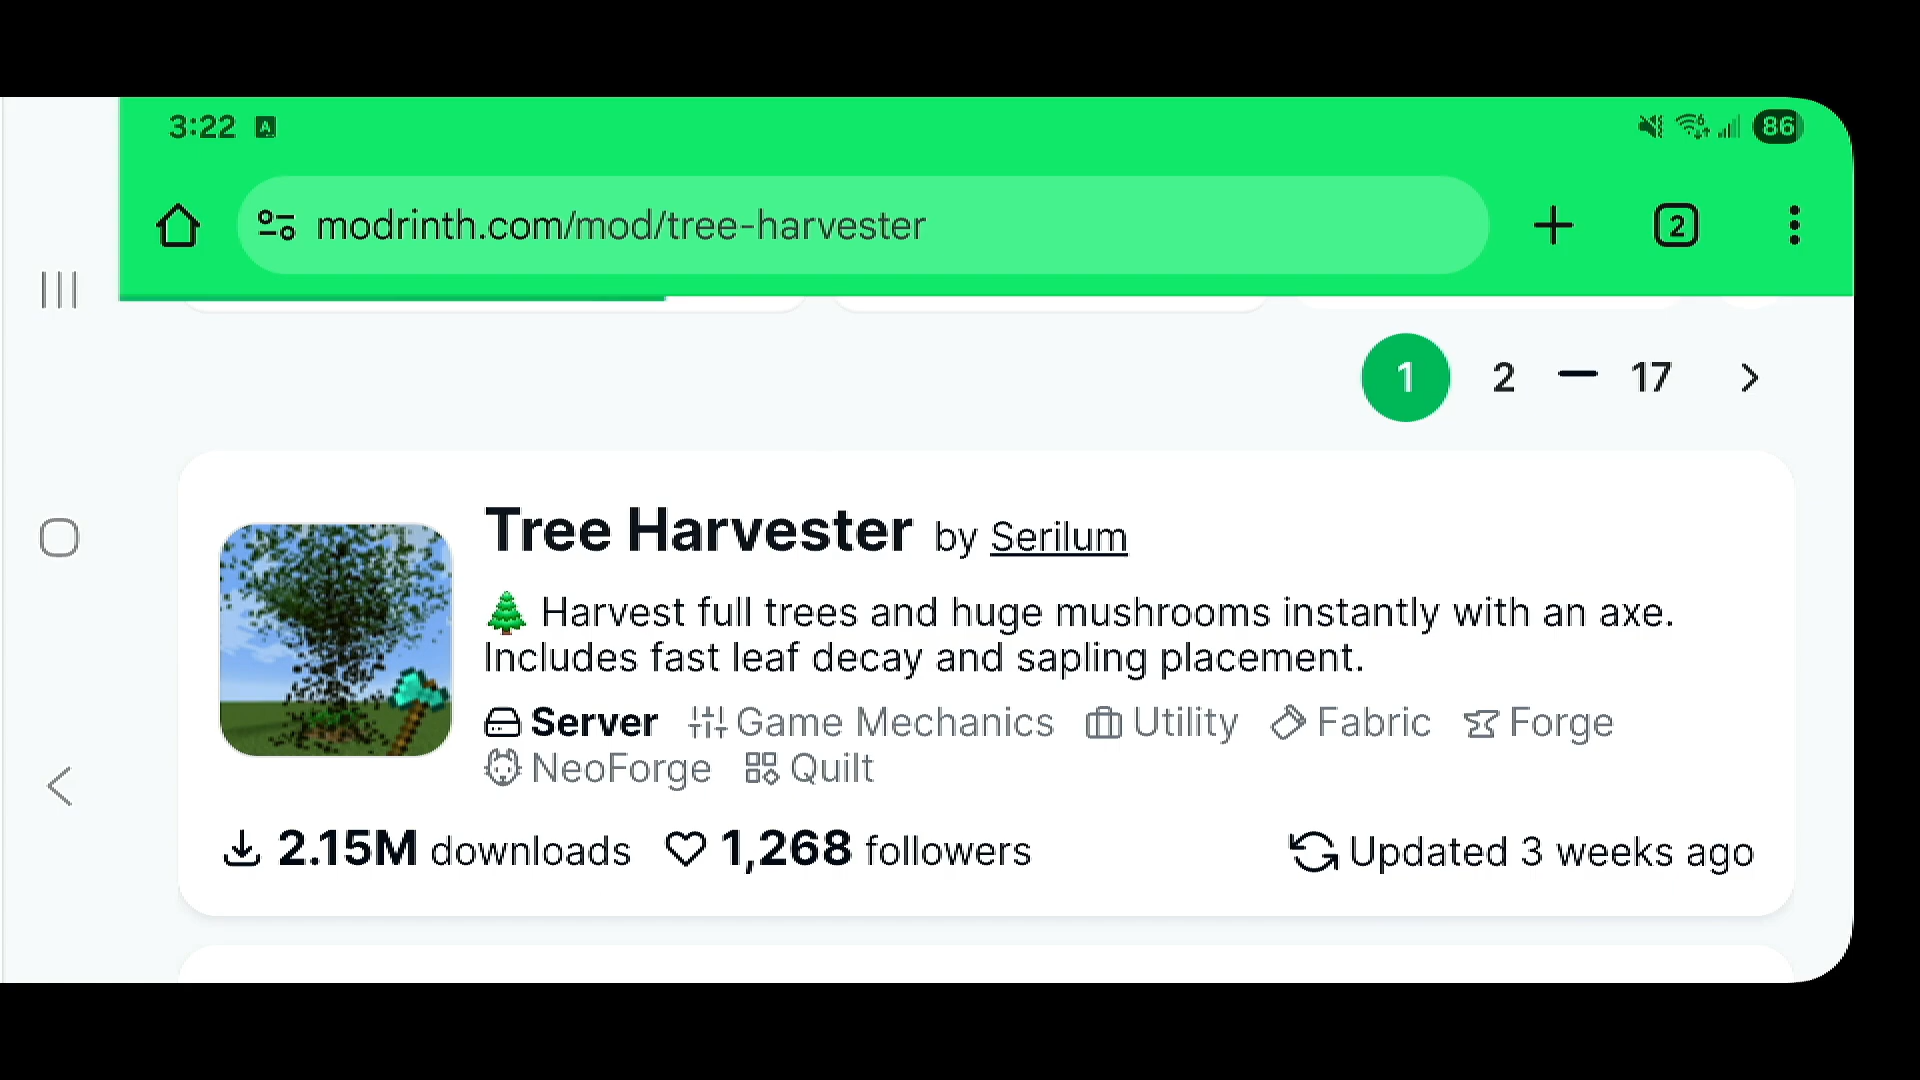 3:22 A 6 86
modrinth.com/mod/tree-harvester 2
1 2 — 17 >
Tree Harvester by Serilum
🌲 Harvest full trees and huge mushrooms instantly with an axe.
Includes fast leaf decay and sapling placement.
Server Game Mechanics Utility Fabric Forge
NeoForge Quilt
2.15M downloads 1,268 followers Updated 3 weeks ago